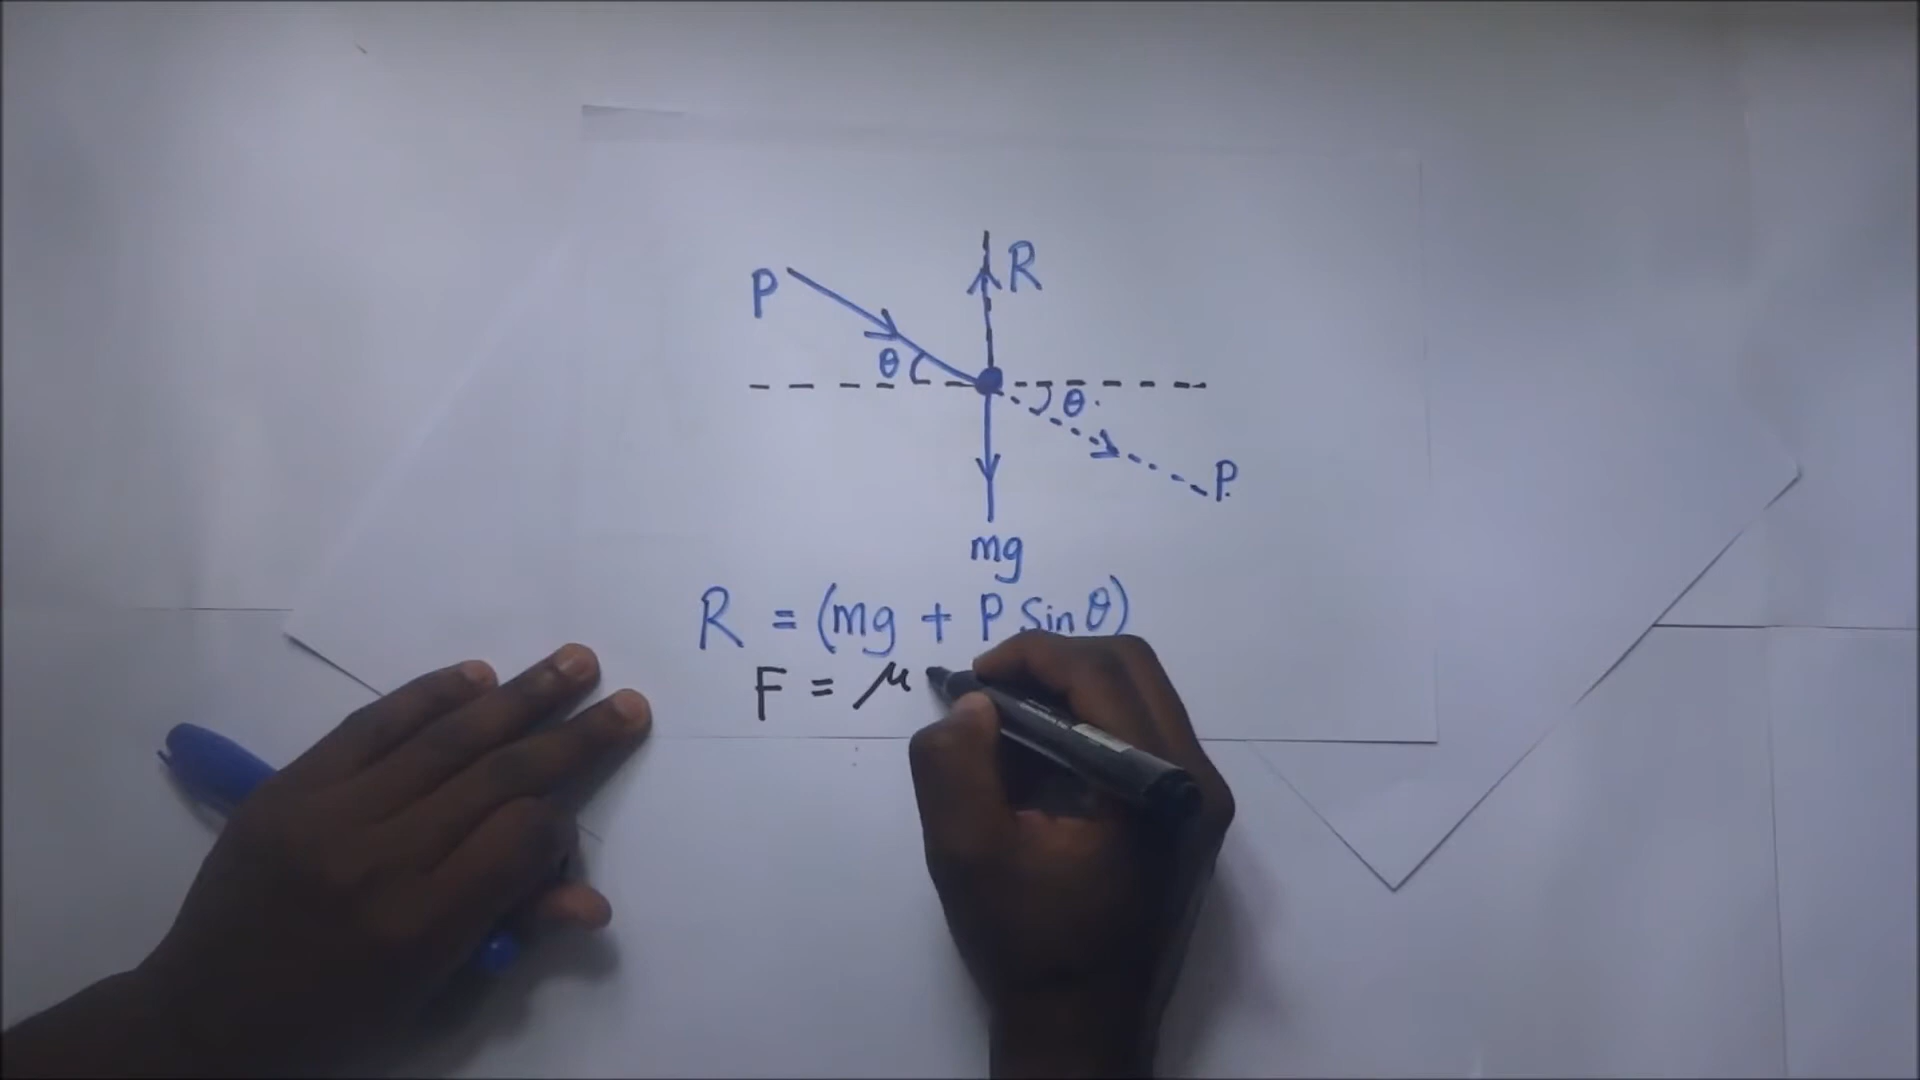 R
P
θ
θ
P
mg
R = (mg + P Sin θ)
F = μ